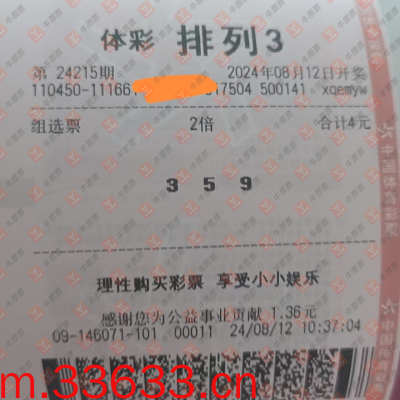 体彩 排列3
第 24215期 2024年08月12日开奖
110450-11166 17504 500141 xqemyw
组选票 2倍 合计4元
3 5 9
理性购买彩票 享受小小娱乐
感谢您为公益事业贡献 1.36元
09-146071-101 00011 24/08/12 10:37:04
m.33633.cn